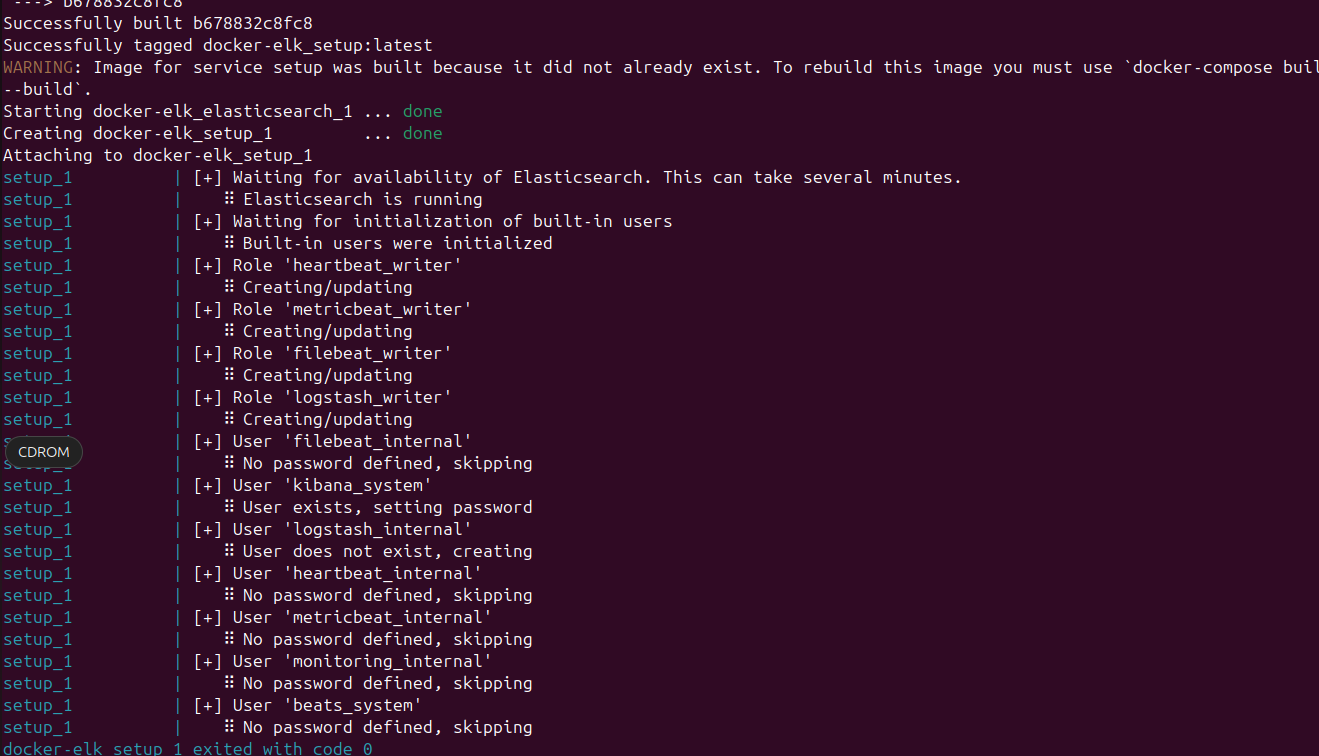 ---> b678832c8fc8
Successfully built b678832c8fc8
Successfully tagged docker-elk_setup:latest
WARNING: Image for service setup was built because it did not already exist. To rebuild this image you must use `docker-compose buil
--build`.
Starting docker-elk_elasticsearch_1 ... done
Creating docker-elk_setup_1         ... done
Attaching to docker-elk_setup_1
setup_1          | [+] Waiting for availability of Elasticsearch. This can take several minutes.
setup_1          |    ⠿ Elasticsearch is running
setup_1          | [+] Waiting for initialization of built-in users
setup_1          |    ⠿ Built-in users were initialized
setup_1          | [+] Role 'heartbeat_writer'
setup_1          |    ⠿ Creating/updating
setup_1          | [+] Role 'metricbeat_writer'
setup_1          |    ⠿ Creating/updating
setup_1          | [+] Role 'filebeat_writer'
setup_1          |    ⠿ Creating/updating
setup_1          | [+] Role 'logstash_writer'
setup_1          |    ⠿ Creating/updating
| [+] User 'filebeat_internal'
CDROM
|    ⠿ No password defined, skipping
setup_1          | [+] User 'kibana_system'
setup_1          |    ⠿ User exists, setting password
setup_1          | [+] User 'logstash_internal'
setup_1          |    ⠿ User does not exist, creating
setup_1          | [+] User 'heartbeat_internal'
setup_1          |    ⠿ No password defined, skipping
setup_1          | [+] User 'metricbeat_internal'
setup_1          |    ⠿ No password defined, skipping
setup_1          | [+] User 'monitoring_internal'
setup_1          |    ⠿ No password defined, skipping
setup_1          | [+] User 'beats_system'
setup_1          |    ⠿ No password defined, skipping
docker-elk_setup_1 exited with code 0